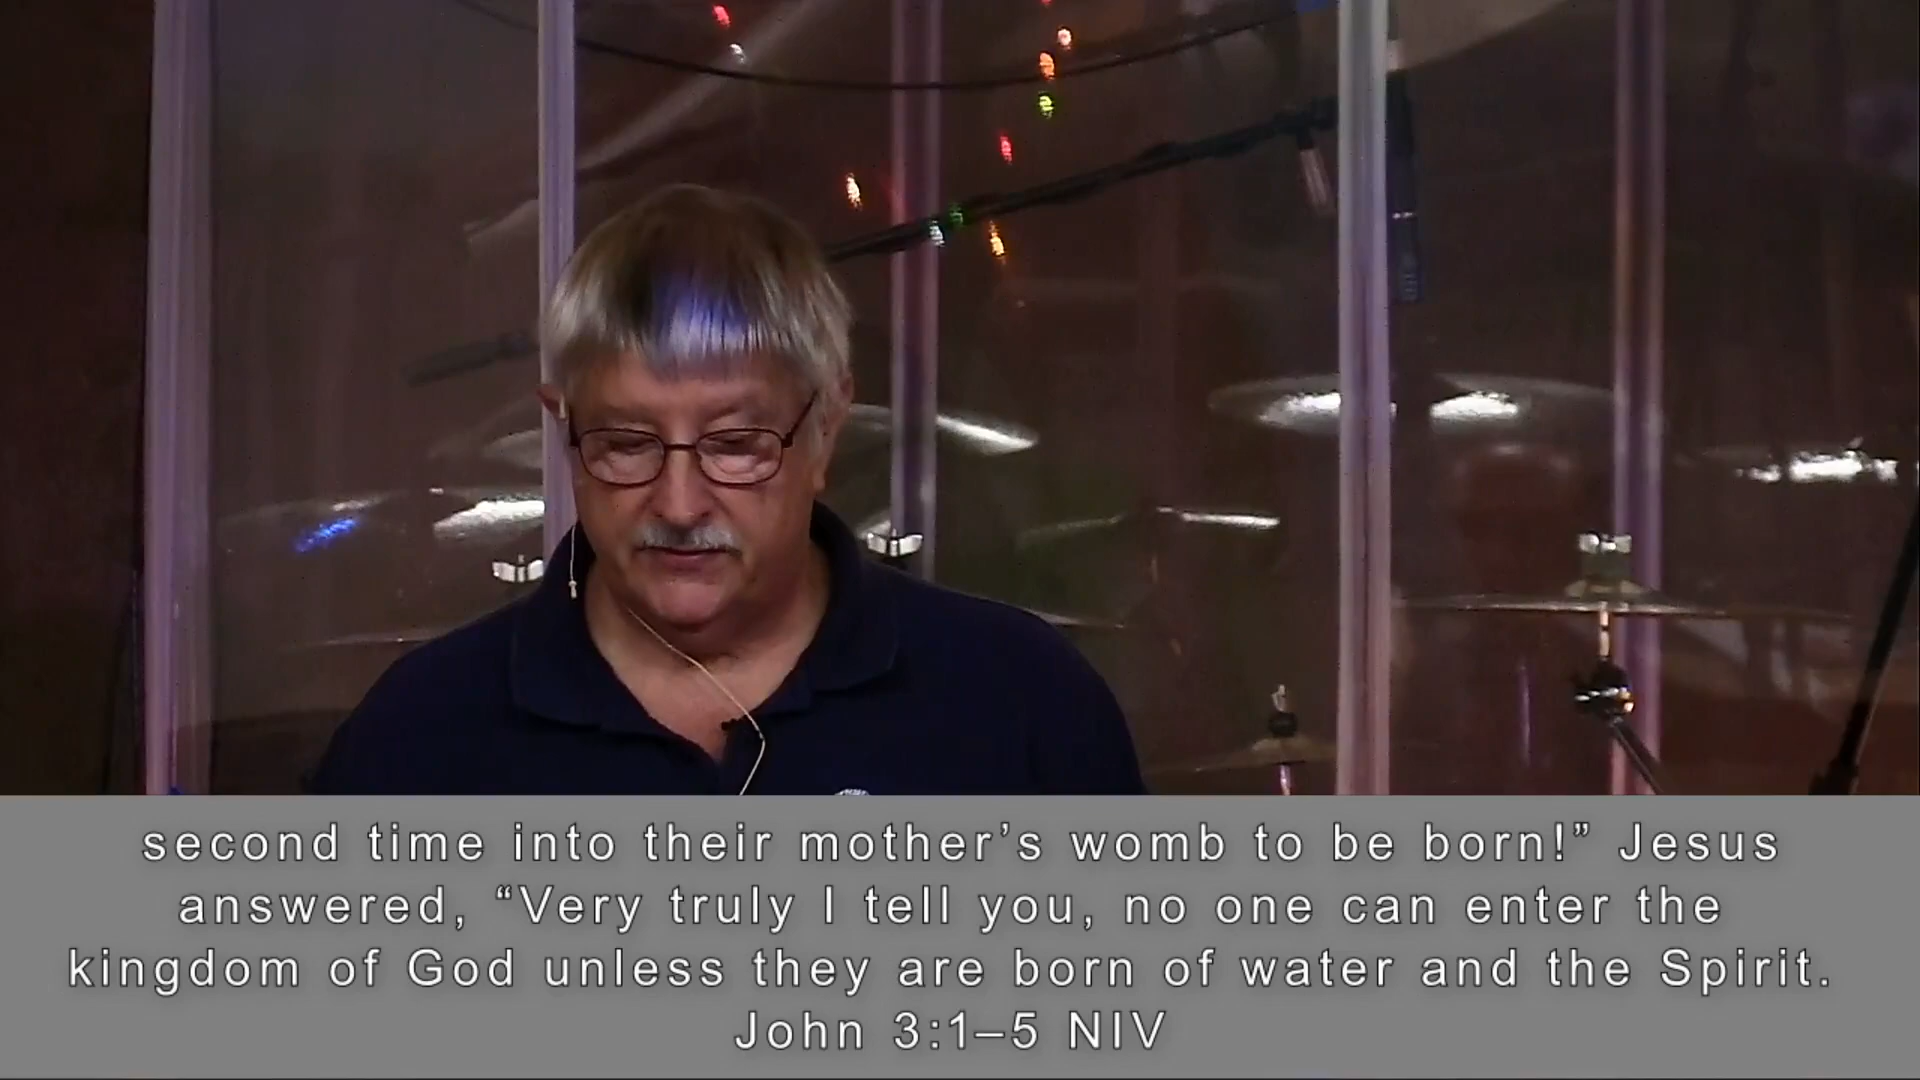 second time into their mother’s womb to be born!” Jesus
answered, “Very truly I tell you, no one can enter the
kingdom of God unless they are born of water and the Spirit.
John 3:1–5 NIV